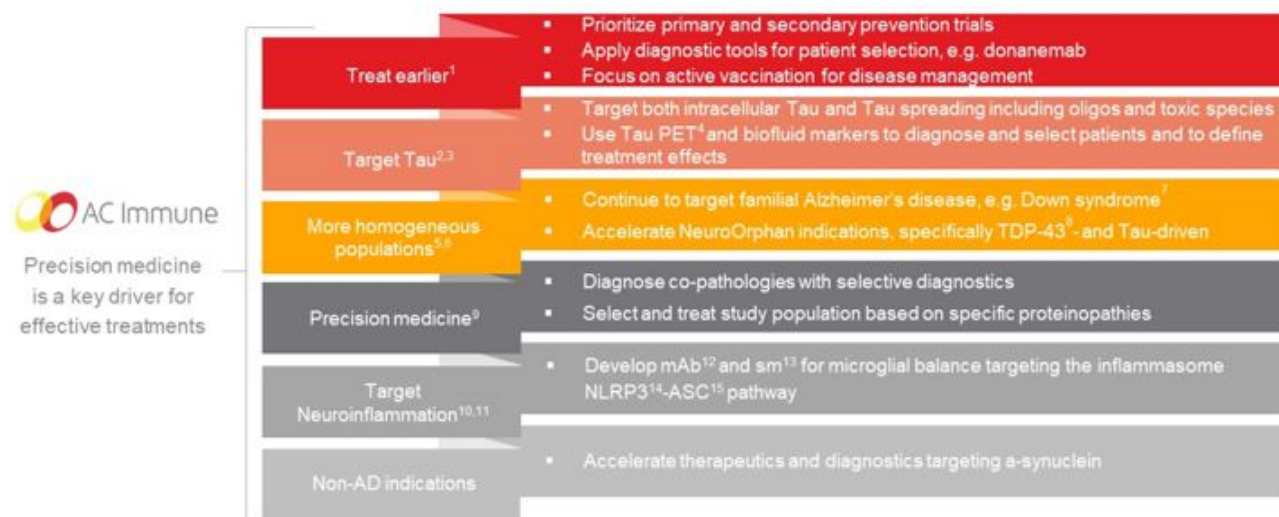 AC Immune
Precision medicine
is a key driver for
effective treatments
Treat earlier1
▪ Prioritize primary and secondary prevention trials
▪ Apply diagnostic tools for patient selection, e.g. donanemab
▪ Focus on active vaccination for disease management
Target Tau2,3
▪ Target both intracellular Tau and Tau spreading including oligos and toxic species
▪ Use Tau PET4 and biofluid markers to diagnose and select patients and to define
treatment effects
More homogeneous
populations5,6
▪ Continue to target familial Alzheimer's disease, e.g. Down syndrome7
▪ Accelerate NeuroOrphan indications, specifically TDP-438- and Tau-driven
Precision medicine9
▪ Diagnose co-pathologies with selective diagnostics
▪ Select and treat study population based on specific proteinopathies
Target
Neuroinflammation10,11
▪ Develop mAb12 and sm13 for microglial balance targeting the inflammasome
NLRP314-ASC15 pathway
Non-AD indications
▪ Accelerate therapeutics and diagnostics targeting a-synuclein